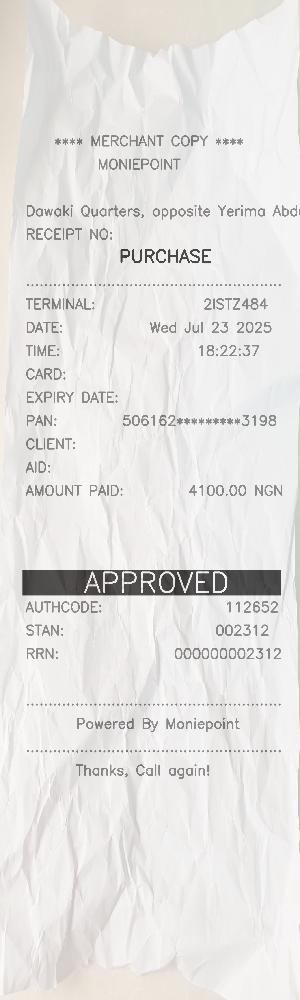 **** MERCHANT COPY ****
MONIEPOINT
Dawaki Quarters, opposite Yerima Abd
RECEIPT NO:
PURCHASE
TERMINAL: 2ISTZ484
DATE: Wed Jul 23 2025
TIME: 18:22:37
CARD:
EXPIRY DATE:
PAN: 506162*********3198
CLIENT:
AID:
AMOUNT PAID: 4100.00 NGN
APPROVED
AUTHCODE: 112652
STAN: 002312
RRN: 000000002312
Powered By Moniepoint
Thanks, Call again!